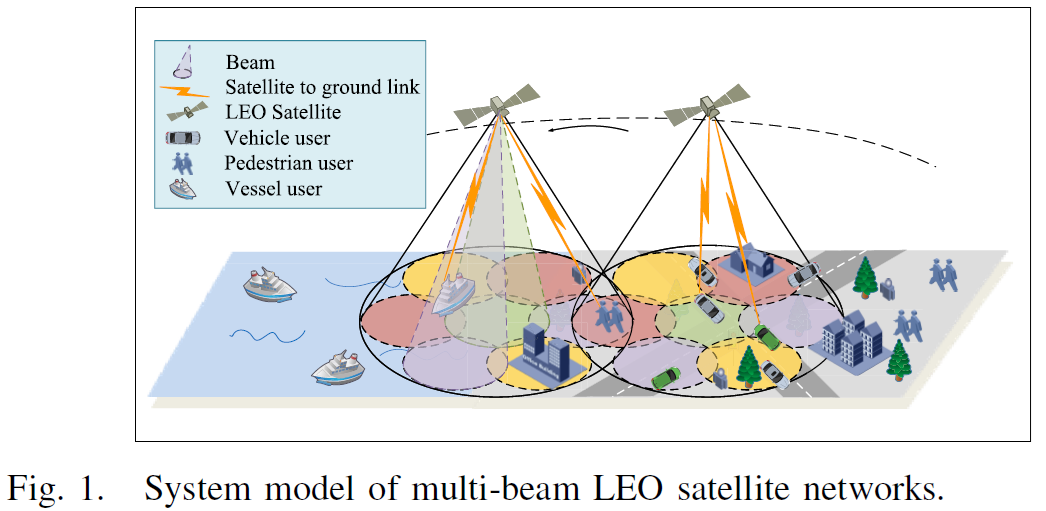 Beam
Satellite to ground link
LEO Satellite
Vehicle user
Pedestrian user
Vessel user
Fig. 1. System model of multi-beam LEO satellite networks.